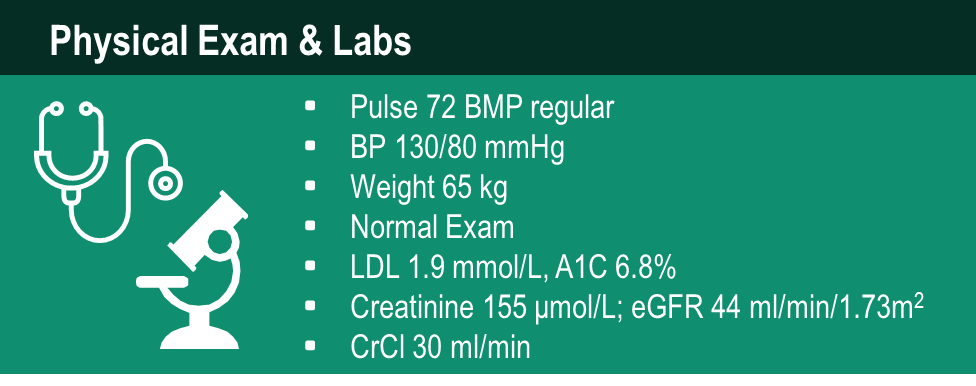 Physical Exam & Labs
▪ Pulse 72 BMP regular
▪ BP 130/80 mmHg
▪ Weight 65 kg
▪ Normal Exam
▪ LDL 1.9 mmol/L, A1C 6.8%
▪ Creatinine 155 µmol/L; eGFR 44 ml/min/1.73m²
▪ CrCl 30 ml/min